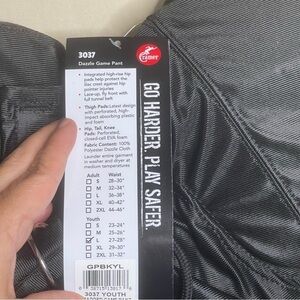 3037
Dazzle Game Pant
Cramer
• Integrated high-rise hip
pads help protect the
iliac crest against hip
pointer injuries
Lace-up, fly front with
full tunnel belt
• Thigh Pads: Latest design
with perforated, high-
impact absorbing plastic
and foam
• Hip, Tail, Knee
Pads: Perforated,
closed-cell EVA foam
Fabric Content: 100%
Polyester Dazzle Cloth
Launder entire garment
in washer and dryer at
medium temperatures
Adult Waist
S 28-30"
M 32-34"
L 36-38"
XL 40-42"
2XL 44-46"
Youth
S 23-24"
M 25-26"
L 27-28"
XL 29-30"
2XL 31-32"
GPBKYL
3037 YOUTH
GO HARDER. PLAY SAFER.